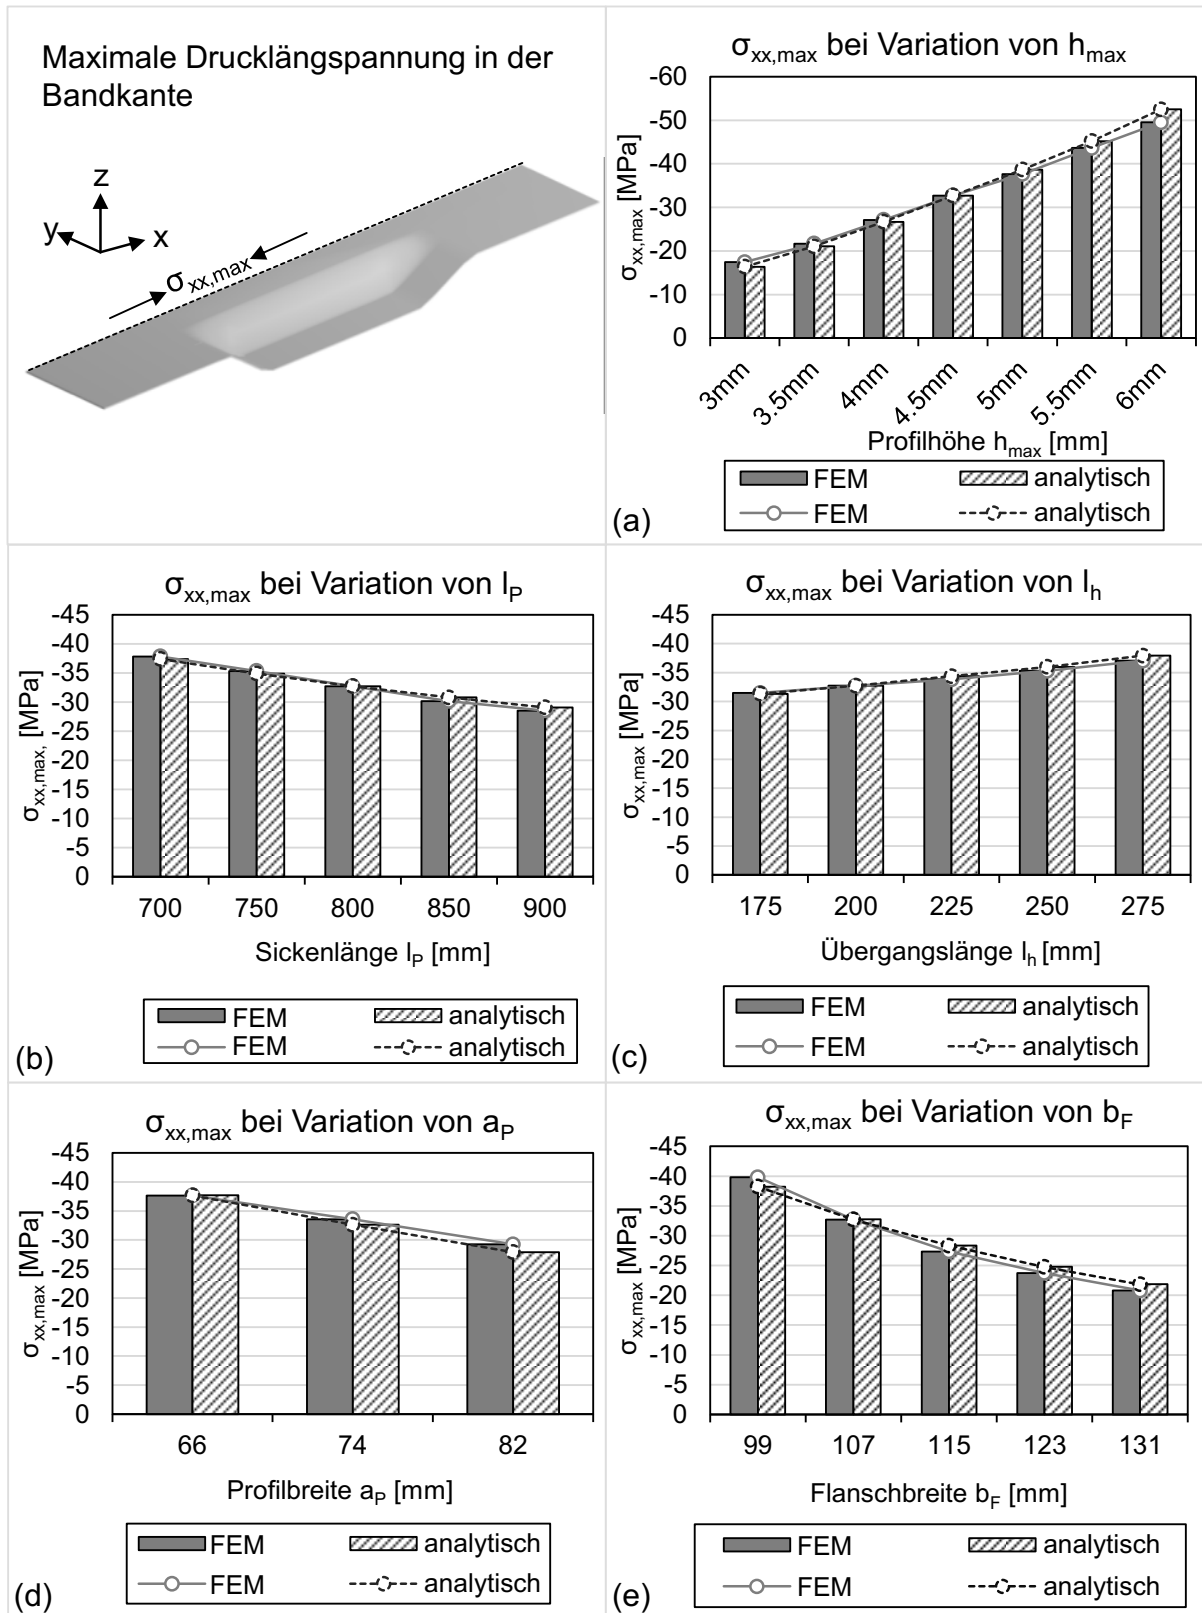 Maximale Drucklängspannung in der
Bandkante
z
y
x
σxx,max
σxx,max bei Variation von hmax
σxx,max [MPa]
-60
-50
-40
-30
-20
-10
0
3mm
3.5mm
4mm
4.5mm
5mm
5.5mm
6mm
Profilhöhe hmax [mm]
FEM analytisch
FEM analytisch
(a)
σxx,max bei Variation von lP
σxx,max, [MPa]
-45
-40
-35
-30
-25
-20
-15
-10
-5
0
700 750 800 850 900
Sickenlänge lP [mm]
FEM analytisch
FEM analytisch
(b)
σxx,max bei Variation von lh
σxx,max [MPa]
-45
-40
-35
-30
-25
-20
-15
-10
-5
0
175 200 225 250 275
Übergangslänge lh [mm]
FEM analytisch
FEM analytisch
(c)
σxx,max bei Variation von aP
σxx,max [MPa]
-45
-40
-35
-30
-25
-20
-15
-10
-5
0
66 74 82
Profilbreite aP [mm]
FEM analytisch
FEM analytisch
(d)
σxx,max bei Variation von bF
σxx,max [MPa]
-45
-40
-35
-30
-25
-20
-15
-10
-5
0
99 107 115 123 131
Flanschbreite bF [mm]
FEM analytisch
FEM analytisch
(e)